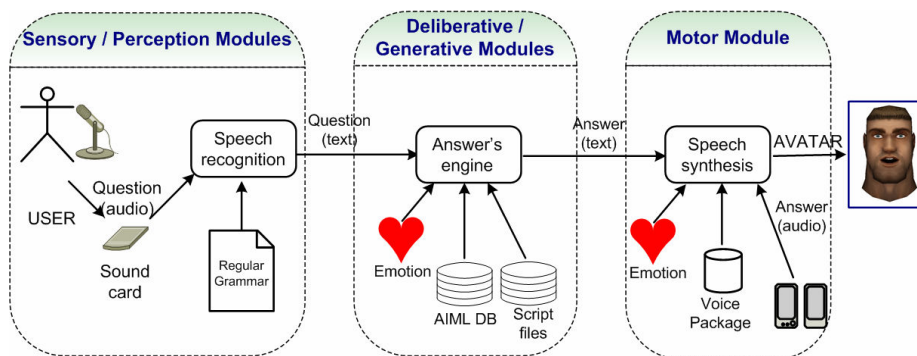 Sensory / Perception Modules
Deliberative /
Generative Modules
Motor Module
Speech
recognition
Question
(text)
Answer's
engine
Answer
(text)
Speech
synthesis
AVATAR
USER
Question
(audio)
Sound
card
Regular
Grammar
Emotion
AIML DB
Script
files
Emotion
Voice
Package
Answer
(audio)